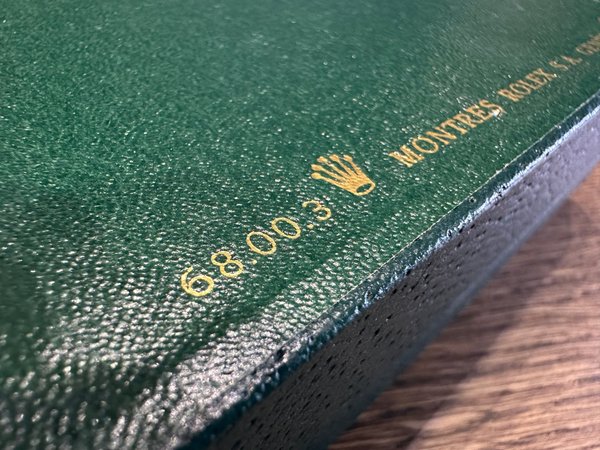 68.00.3 MONTRES ROLEX S.A.